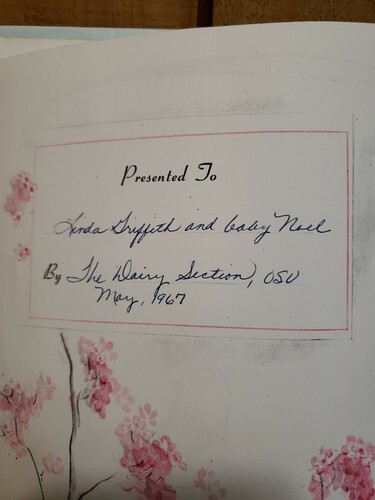 Presented To
Linda Griffith and baby Noel
By The Dairy Section, OSU
May, 1967